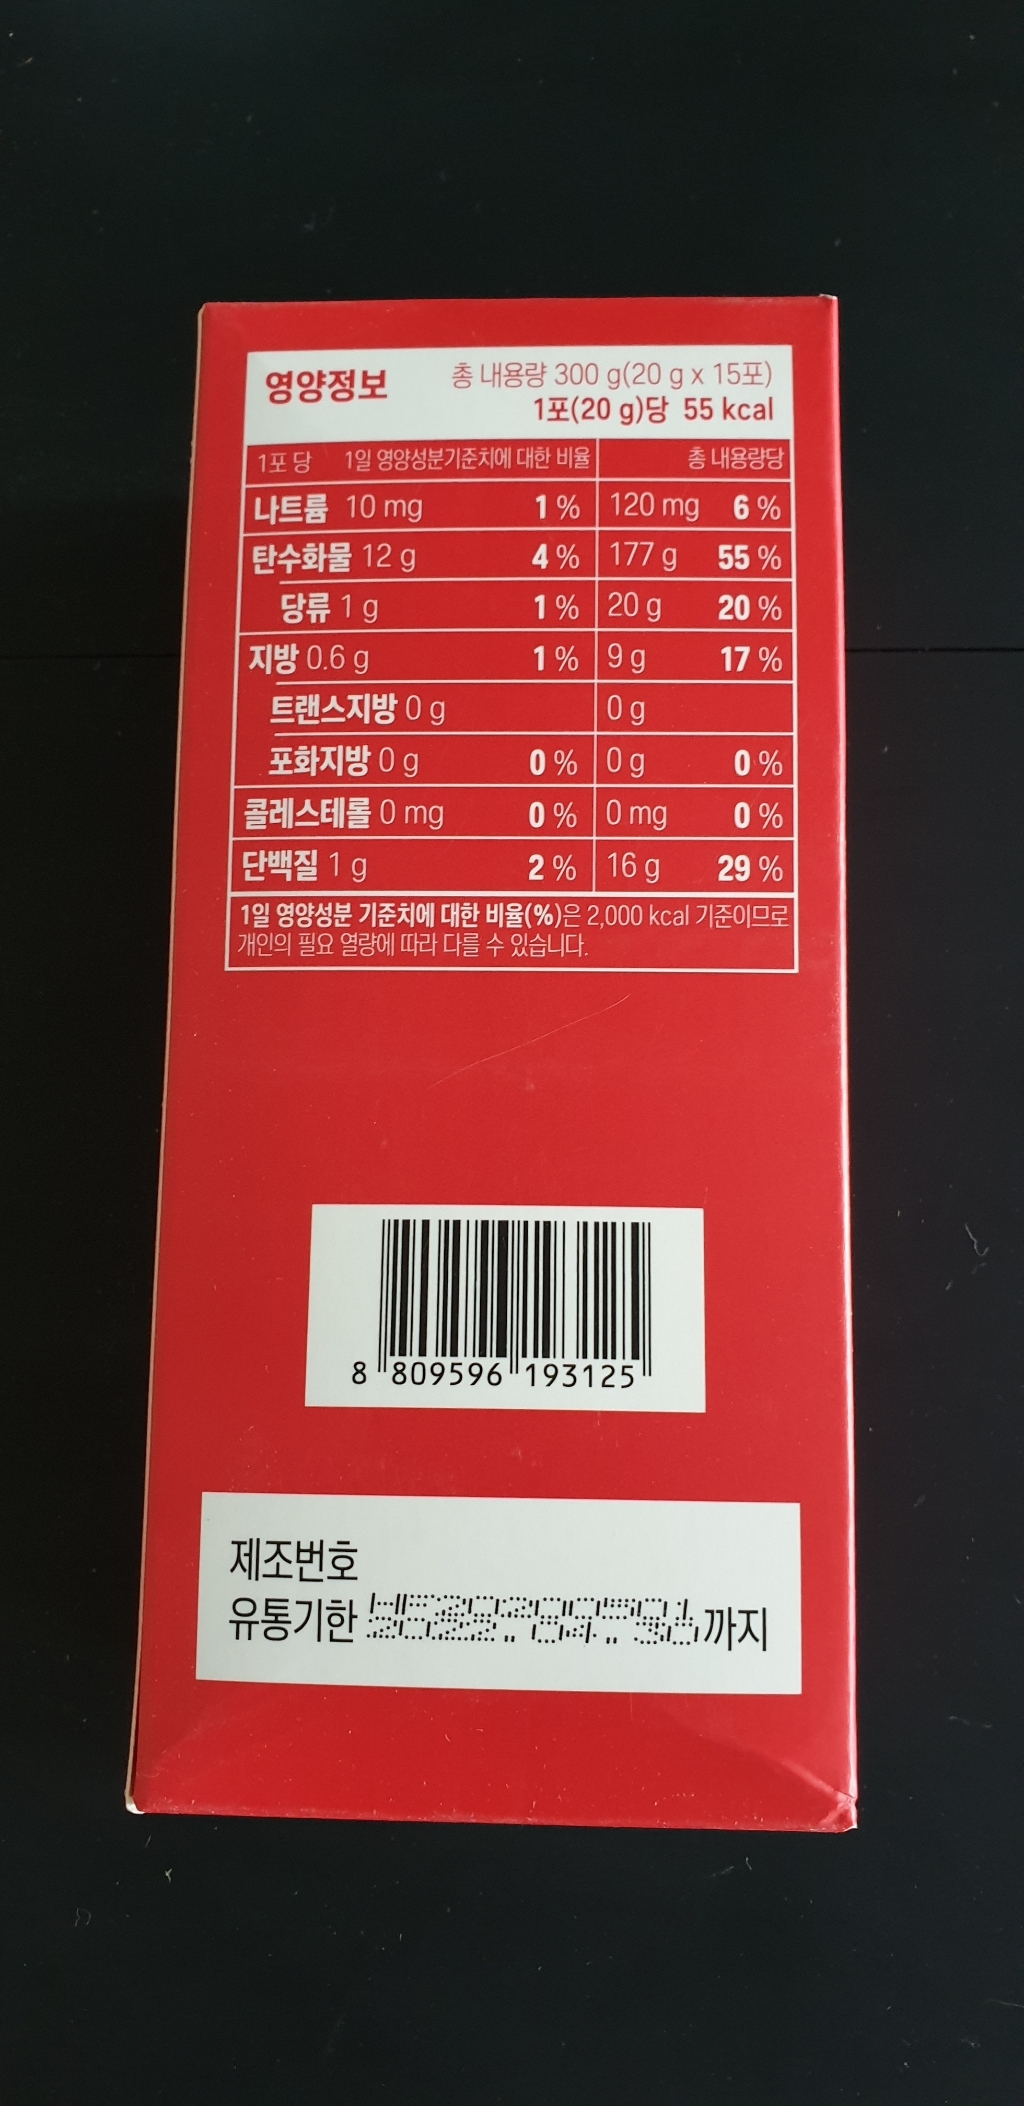 영양정보
총 내용량 300 g(20 g x 15포)
1포(20 g)당 55 kcal
1포 당 1일 영양성분기준치에 대한 비율 총 내용량당
나트륨 10 mg 1 % 120 mg 6 %
탄수화물 12 g 4 % 177 g 55 %
당류 1 g 1 % 20 g 20 %
지방 0.6 g 1 % 9 g 17 %
트랜스지방 0 g 0 g
포화지방 0 g 0 % 0 g 0 %
콜레스테롤 0 mg 0 % 0 mg 0 %
단백질 1 g 2 % 16 g 29 %
1일 영양성분 기준치에 대한 비율(%)은 2,000 kcal 기준이므로
개인의 필요 열량에 따라 다를 수 있습니다.
8 809596 193125
제조번호
유통기한 까지